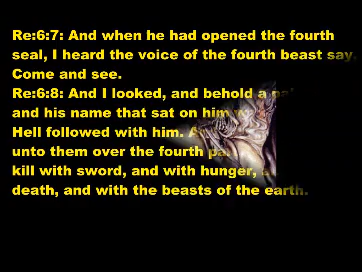 Re:6:7: And when he had opened the fourth
seal, I heard the voice of the fourth beast say,
Come and see.
Re:6:8: And I looked, and behold a
and his name that sat on him
Hell followed with him.
unto them over the fourth
kill with sword, and with hunger,
death, and with the beasts of the earth.